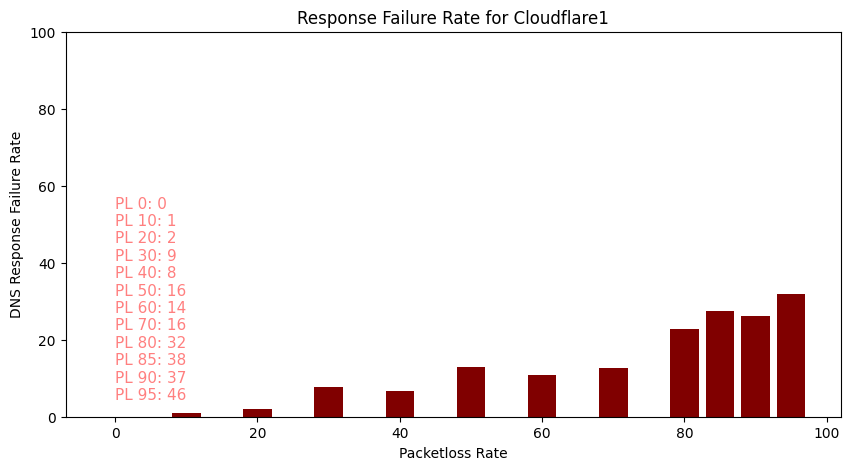 Response Failure Rate for Cloudflare1
100
80
60
40
20
0
DNS Response Failure Rate
PL 0: 0
PL 10: 1
PL 20: 2
PL 30: 9
PL 40: 8
PL 50: 16
PL 60: 14
PL 70: 16
PL 80: 32
PL 85: 38
PL 90: 37
PL 95: 46
0 20 40 60 80 100
Packetloss Rate